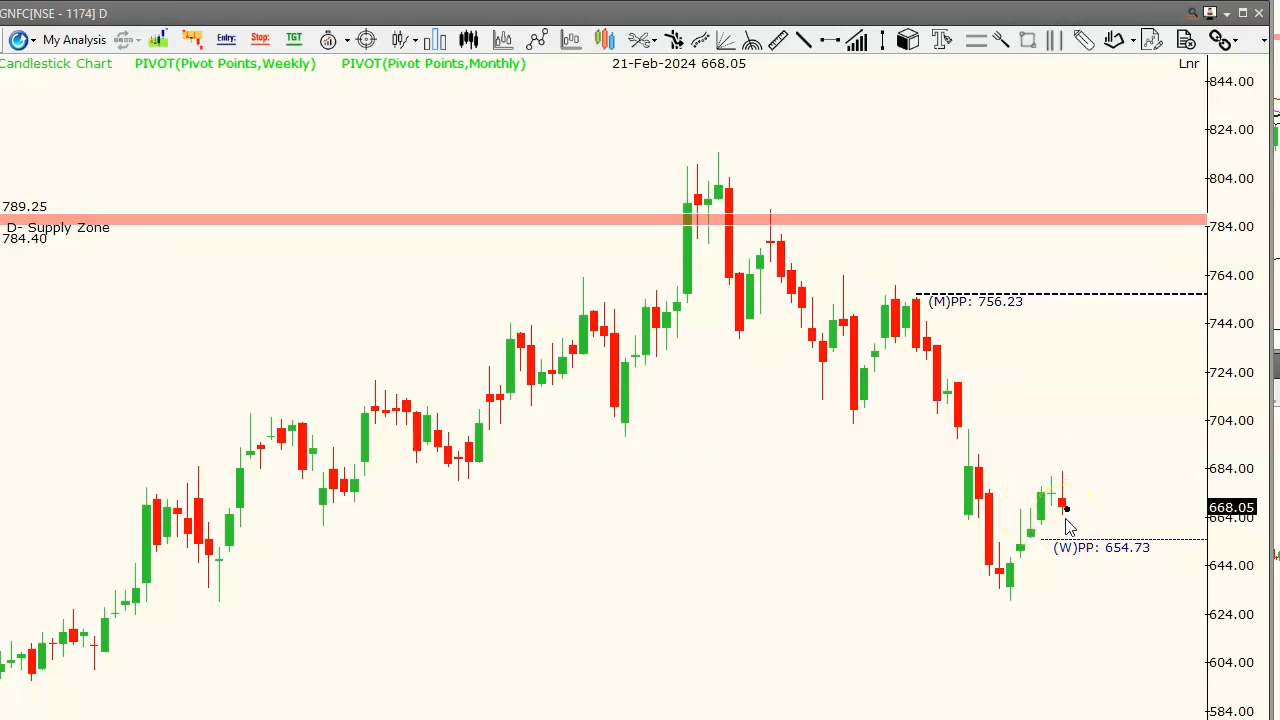 GNFC[NSE - 1174] D
My Analysis
Entry:
Stop:
TGT
Candlestick Chart PIVOT(Pivot Points,Weekly) PIVOT(Pivot Points,Monthly) 21-Feb-2024 668.05 Lnr
844.00
824.00
804.00
789.25
D- Supply Zone
784.40
784.00
764.00
(M)PP: 756.23
744.00
724.00
704.00
684.00
668.05
664.00
(W)PP: 654.73
644.00
624.00
604.00
584.00